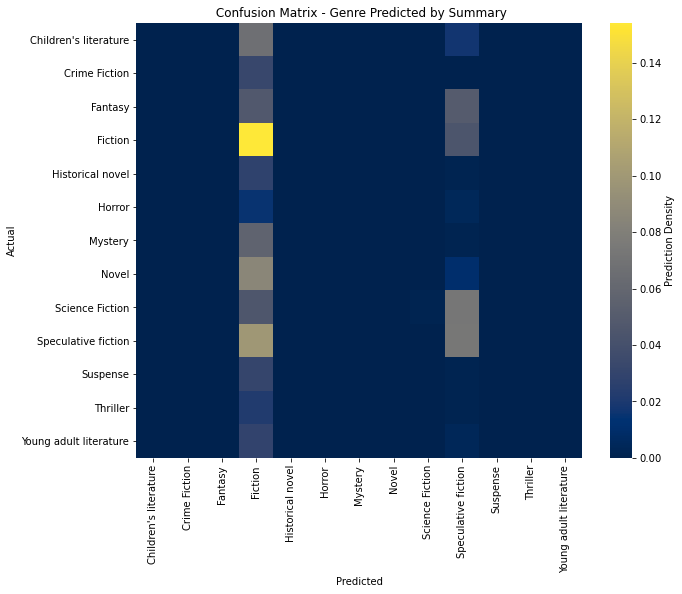 Confusion Matrix - Genre Predicted by Summary
Actual
Children's literature
Crime Fiction
Fantasy
Fiction
Historical novel
Horror
Mystery
Novel
Science Fiction
Speculative fiction
Suspense
Thriller
Young adult literature
Children's literature
Crime Fiction
Fantasy
Fiction
Historical novel
Horror
Mystery
Novel
Science Fiction
Speculative fiction
Suspense
Thriller
Young adult literature
Predicted
0.14
0.12
0.10
0.08
0.06
0.04
0.02
0.00
Prediction Density